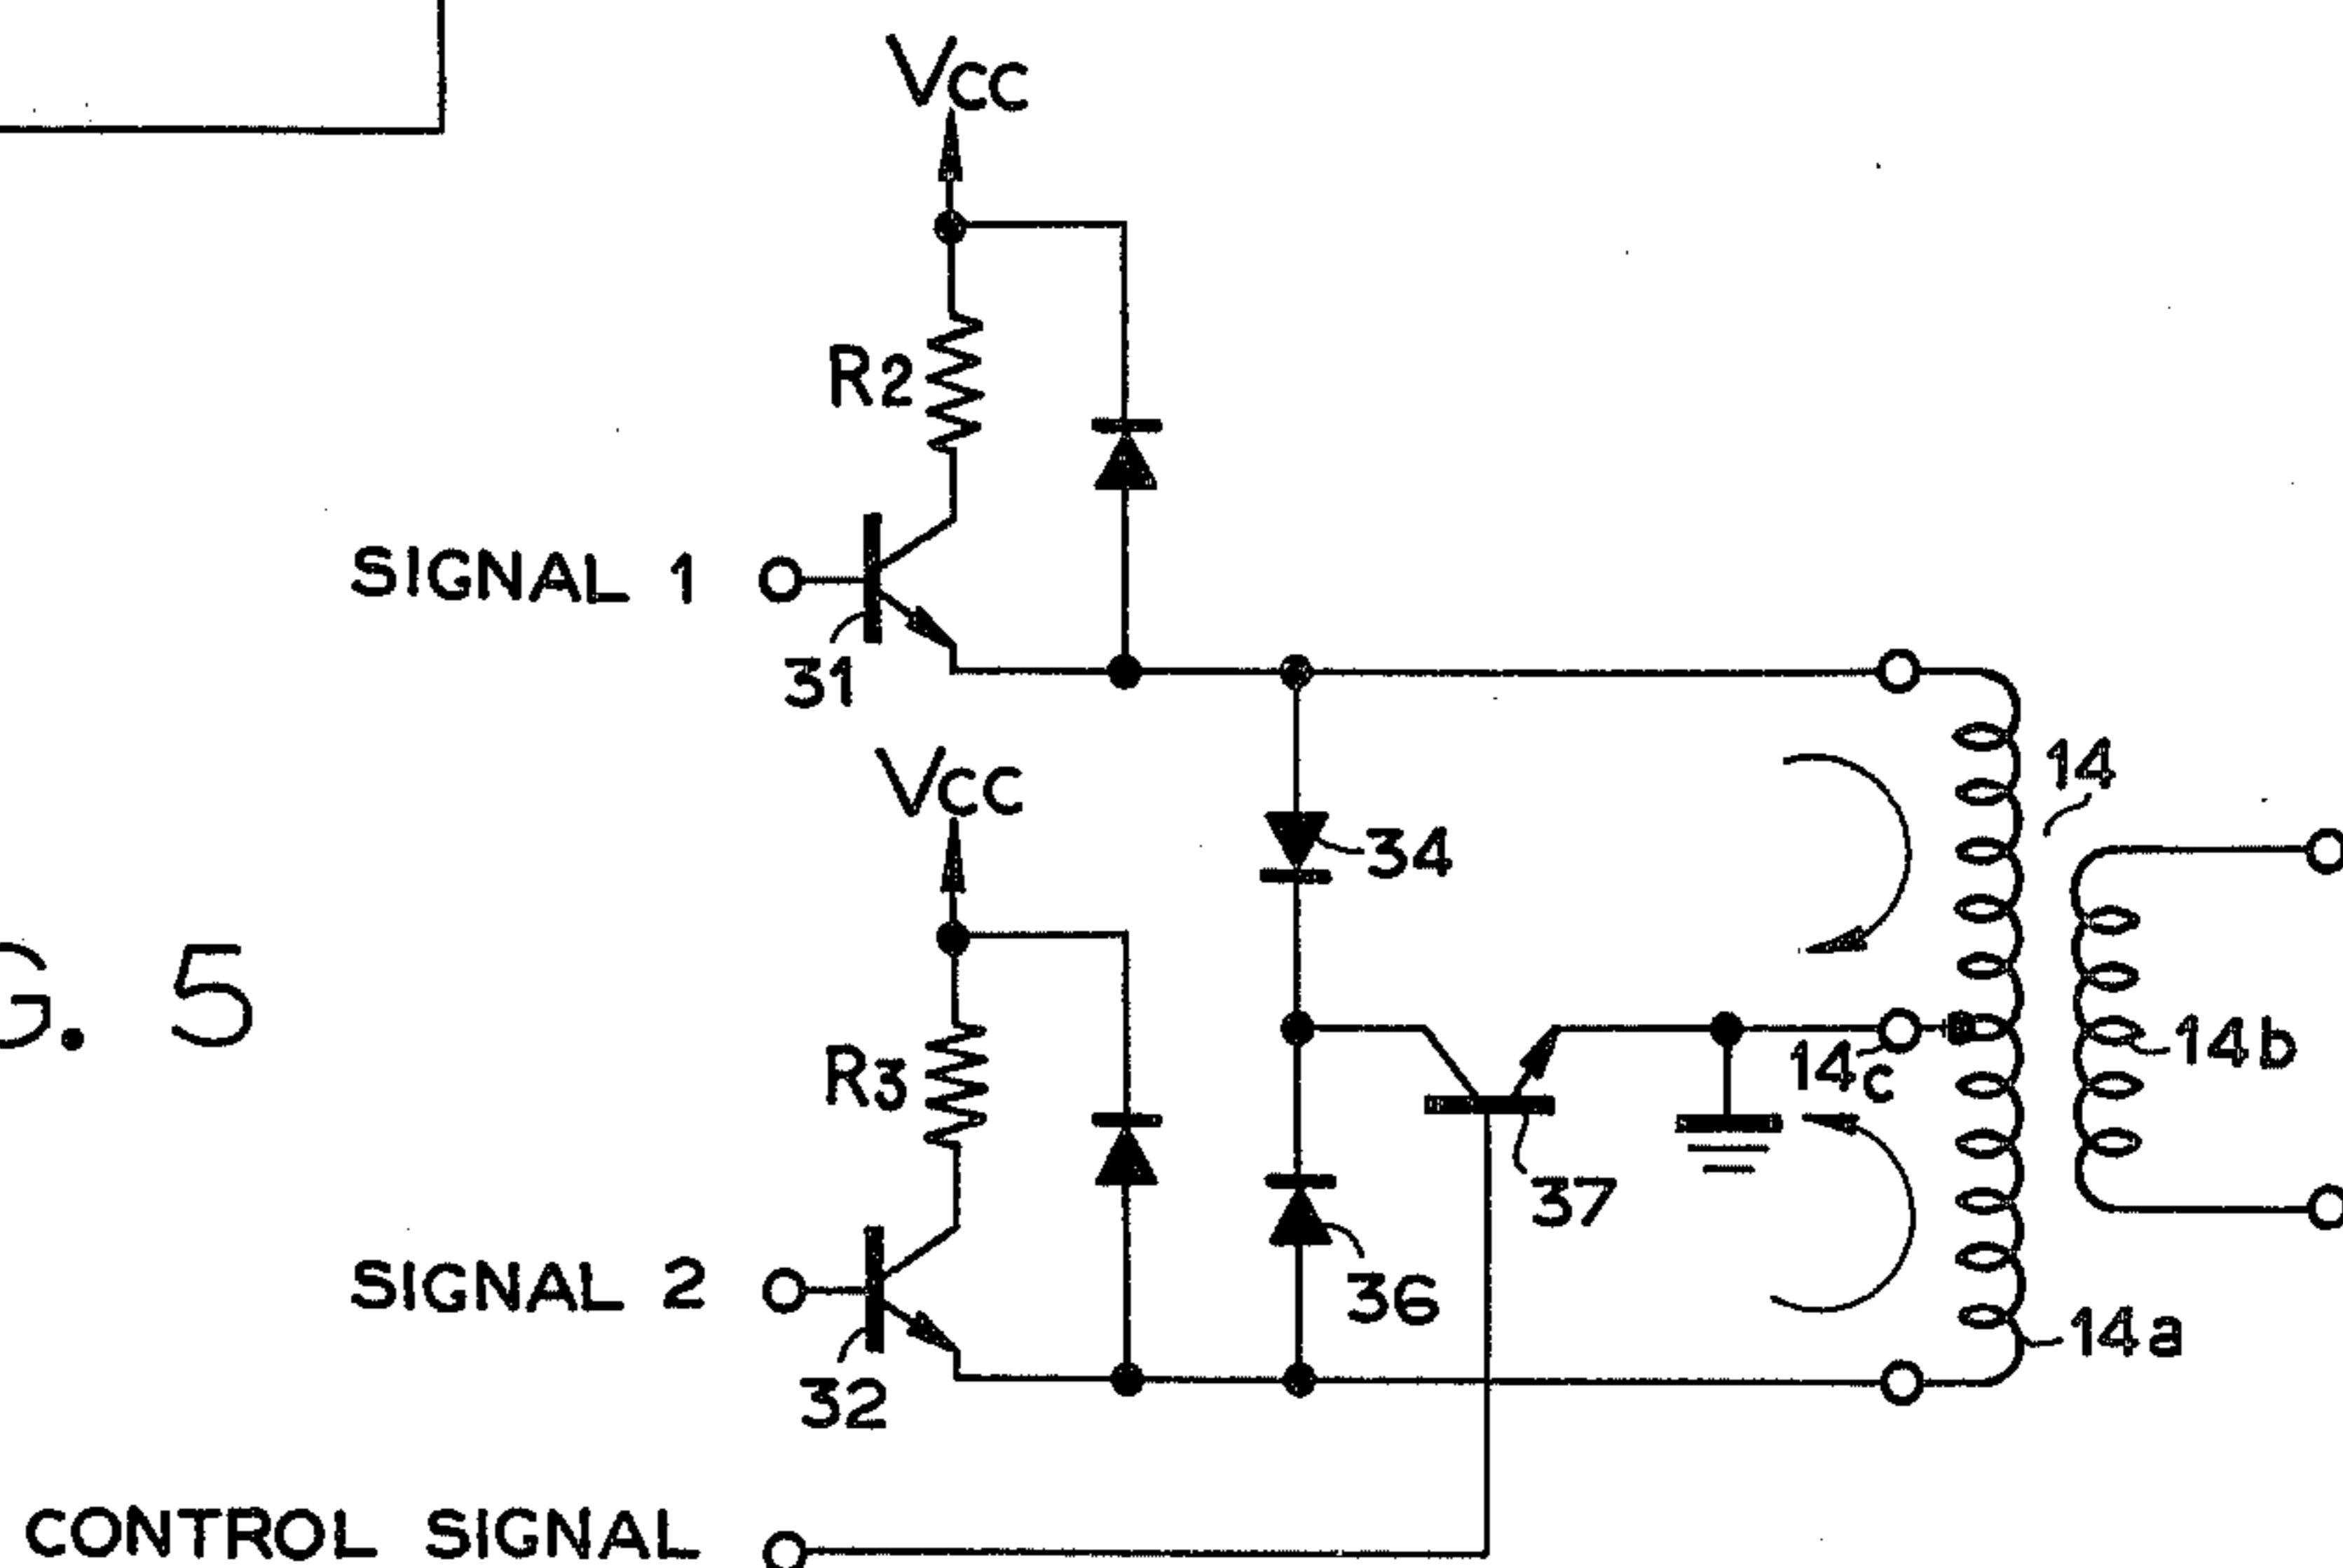 Vcc
R2
SIGNAL 1
31
Vcc
14
34
G. 5
R3
14c
14b
37
36
SIGNAL 2
14a
32
CONTROL SIGNAL